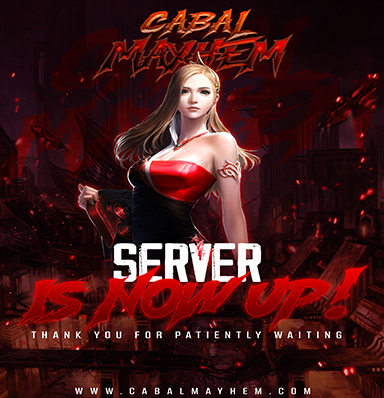 CABAL
MAYHEM
SERVER
IS NOW UP!
THANK YOU FOR PATIENTLY WAITING
WWW.CABALMAYHEM.COM